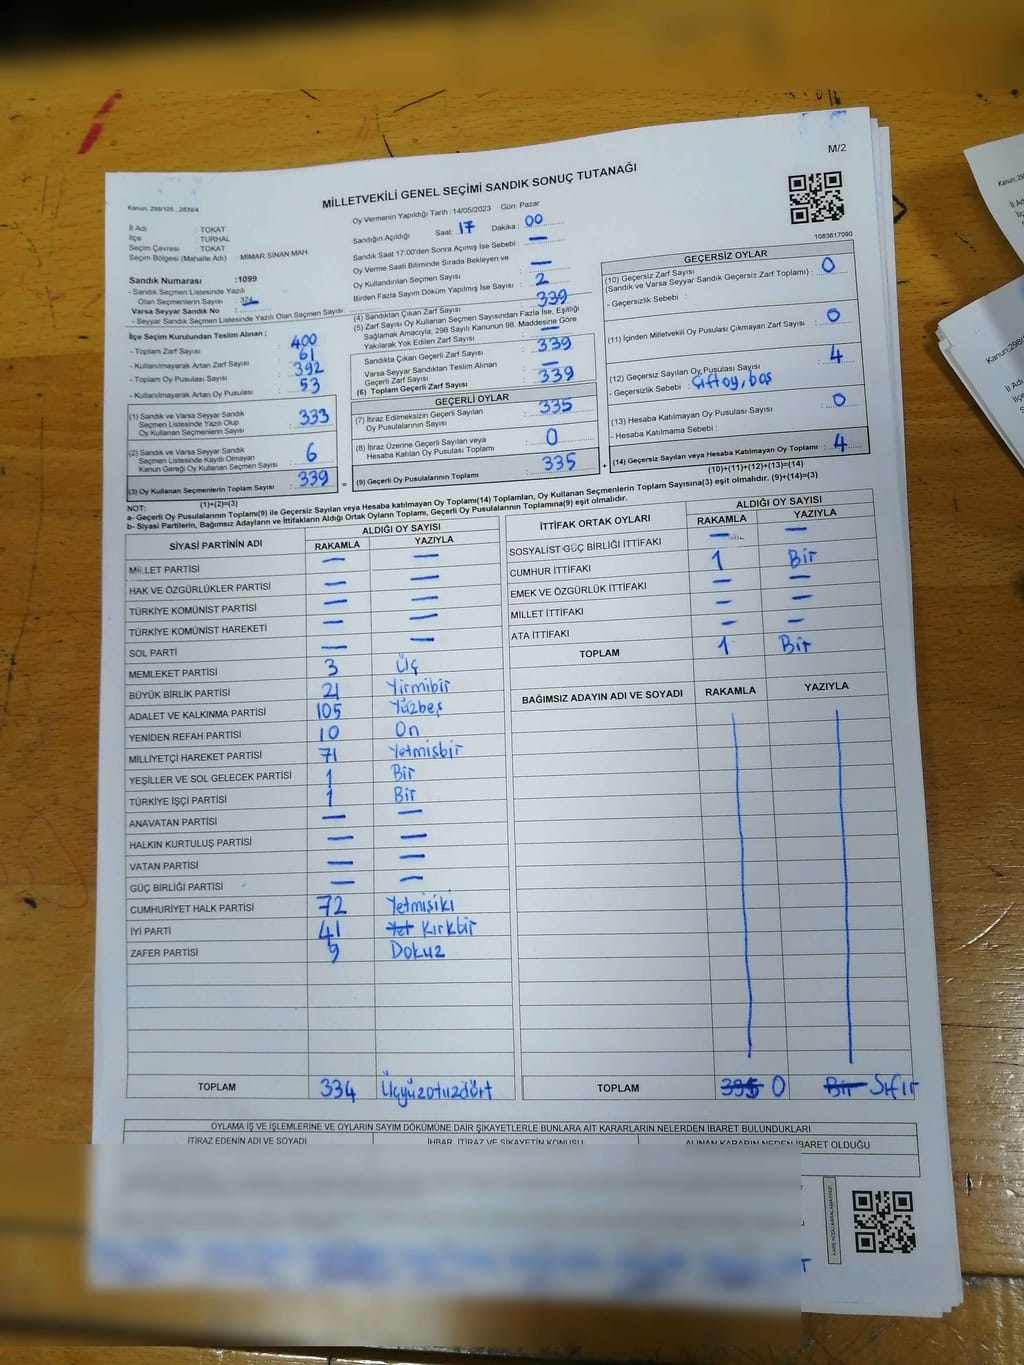 M/2
MİLLETVEKİLİ GENEL SEÇİMİ SANDIK SONUÇ TUTANAĞI
Kanun, 298/105 , 2839/4
İl Adı : TOKAT
İlçe : TURHAL
Seçim Çevresi : TOKAT
Seçim Bölgesi (Mahalle Adı) : MİMAR SİNAN MAH
Sandık Numarası :1099
- Sandık Seçmen Listesinde Yazılı
Olan Seçmenlerin Sayısı :
Varsa Seyyar Sandık No :
- Seyyar Sandık Seçmen Listesinde Yazılı Olan Seçmen Sayısı:
İlçe Seçim Kurulundan Teslim Alınan :
- Toplam Zarf Sayısı : 400
- Kullanılmayarak Artan Zarf Sayısı : 61
- Toplam Oy Pusulası Sayısı : 392
- Kullanılmayarak Artan Oy Pusulası : 53
(1) Sandık ve Varsa Seyyar Sandık
Seçmen Listesinde Yazılı Olup
Oy Kullanan Seçmenlerin Sayısı : 333
(2) Sandık ve Varsa Seyyar Sandık
Seçmen Listesinde Kayıtlı Olmayan
Kanun Gereği Oy Kullanan Seçmen Sayısı : 6
(3) Oy Kullanan Seçmenlerin Toplam Sayısı : 339
(1)+(2)=(3)
Oy Vermenin Yapıldığı Tarih : 14/05/2023 Gün: Pazar
Sandığın Açıldığı Saat: 17 Dakika : 00
Sandık Saat 17:00'den Sonra Açımış İse Sebebi : —
Oy Verme Saati Bitiminde Sırada Bekleyen ve
Oy Kullandırılan Seçmen Sayısı : —
Birden Fazla Sayım Döküm Yapılmış İse Sayısı : 2
(4) Sandıktan Çıkan Zarf Sayısı : 339
(5) Zarf Sayısı Oy Kullanan Seçmen Sayısından Fazla İse, Eşitliği
Sağlamak Amacıyla; 298 Sayılı Kanunun 98. Maddesine Göre
Yakılarak Yok Edilen Zarf Sayısı : —
Sandıkta Çıkan Geçerli Zarf Sayısı : 339
Varsa Seyyar Sandıktan Teslim Alınan
Geçerli Zarf Sayısı : —
(6) Toplam Geçerli Zarf Sayısı : 339
GEÇERLİ OYLAR
(7) İtiraz Edilmeksizin Geçerli Sayılan
Oy Pusulalarının Sayısı : 335
(8) İtiraz Üzerine Geçerli Sayılan veya
Hesaba Katılan Oy Pusulası Toplamı : 0
(9) Geçerli Oy Pusulalarının Toplamı : 335
1083617090
GEÇERSİZ OYLAR
(10) Geçersiz Zarf Sayısı
(Sandık ve Varsa Seyyar Sandık Geçersiz Zarf Toplamı) : 0
- Geçersizlik Sebebi :
(11) İçinden Milletvekili Oy Pusulası Çıkmayan Zarf Sayısı : 0
(12) Geçersiz Sayılan Oy Pusulası Sayısı : 4
- Geçersizlik Sebebi : Çift oy, boş
(13) Hesaba Katılmayan Oy Pusulası Sayısı : 0
- Hesaba Katılmama Sebebi :
(14) Geçersiz Sayılan veya Hesaba Katılmayan Oy Toplamı : 4
(10)+(11)+(12)+(13)=(14)
NOT:
a- Geçerli Oy Pusulaları Toplamı(9) ile Geçersiz Sayılan veya Hesaba Katılmayan Oy Toplamı(14) Toplamları, Oy Kullanan Seçmenlerin Toplam Sayısına(3) eşit olmalıdır. (9)+(14)=(3)
b- Siyasi Partilerin, Bağımsız Adayların ve İttifakların Aldığı Ortak Oyların Toplamı, Geçerli Oy Pusulalarının Toplamına(9) eşit olmalıdır.
SİYASİ PARTİNİN ADI ALDIĞI OY SAYISI
RAKAMLA YAZIYLA
MİLLET PARTİSİ — —
HAK VE ÖZGÜRLÜKLER PARTİSİ — —
TÜRKİYE KOMÜNİST PARTİSİ — —
TÜRKİYE KOMÜNİST HAREKETİ — —
SOL PARTİ — —
MEMLEKET PARTİSİ 3 Üç
BÜYÜK BİRLİK PARTİSİ 21 Yirmibir
ADALET VE KALKINMA PARTİSİ 105 Yüzbeş
YENİDEN REFAH PARTİSİ 10 On
MİLLİYETÇİ HAREKET PARTİSİ 71 Yetmişbir
YEŞİLLER VE SOL GELECEK PARTİSİ 1 Bir
TÜRKİYE İŞÇİ PARTİSİ 1 Bir
ANAVATAN PARTİSİ — —
HALKIN KURTULUŞ PARTİSİ — —
VATAN PARTİSİ — —
GÜÇ BİRLİĞİ PARTİSİ — —
CUMHURİYET HALK PARTİSİ 72 Yetmişiki
İYİ PARTİ 41 Yet Kırkbir
ZAFER PARTİSİ 9 Dokuz
TOPLAM 334 Üçyüzotuzdört
İTTİFAK ORTAK OYLARI ALDIĞI OY SAYISI
RAKAMLA YAZIYLA
SOSYALİST GÜÇ BİRLİĞİ İTTİFAKI — —
CUMHUR İTTİFAKI 1 Bir
EMEK VE ÖZGÜRLÜK İTTİFAKI — —
MİLLET İTTİFAKI — —
ATA İTTİFAKI — —
TOPLAM 1 Bir
BAĞIMSIZ ADAYIN ADI VE SOYADI RAKAMLA YAZIYLA
TOPLAM 335 0 Bir Sıfır
OYLAMA İŞ VE İŞLEMLERİNE VE OYLARIN SAYIM DÖKÜMÜNE DAİR ŞİKAYETLERLE BUNLARA AİT KARARLARIN NELERDEN İBARET BULUNDUKLARI
İTİRAZ EDENİN ADI VE SOYADI İHBAR, İTİRAZ VE ŞİKAYETİN KONUSU ALINAN KARARIN NEDEN İBARET OLDUĞU
KARE KODU KARALAMAYINIZ!